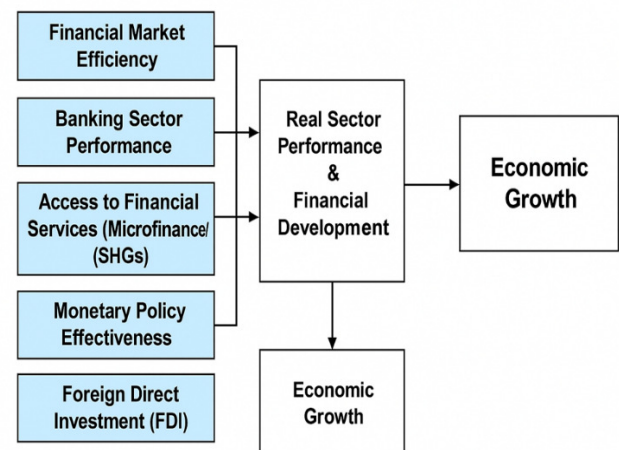 Financial Market
Efficiency
Banking Sector
Performance
Access to Financial
Services (Microfinance/
(SHGs)
Monetary Policy
Effectiveness
Foreign Direct
Investment (FDI)
Real Sector
Performance
&
Financial
Development
Economic
Growth
Economic
Growth